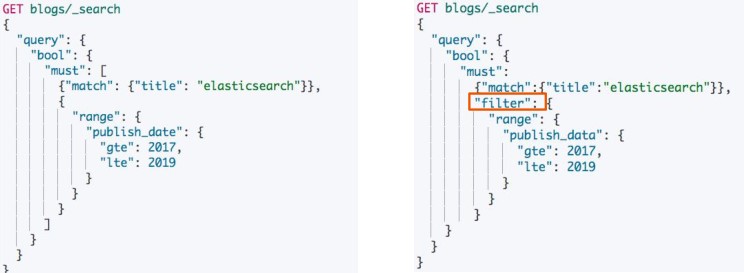 GET blogs/_search
{
  "query": {
    "bool": {
      "must": [
        {"match": {"title": "elasticsearch"}},
        {
          "range": {
            "publish_date": {
              "gte": 2017,
              "lte": 2019
            }
          }
        }
      ]
    }
  }
}
GET blogs/_search
{
  "query": {
    "bool": {
      "must":
        {"match":{"title":"elasticsearch"}},
        "filter": {
          "range": {
            "publish_data": {
              "gte": 2017,
              "lte": 2019
            }
          }
        }
    }
  }
}